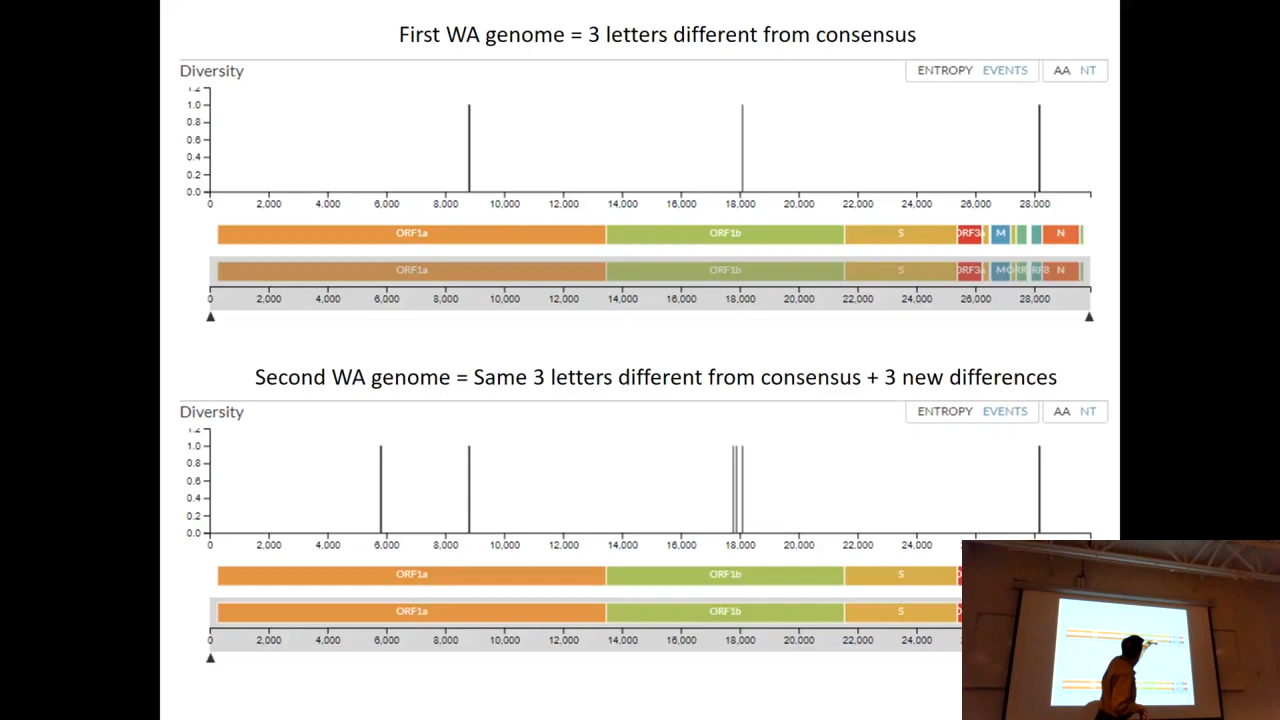 First WA genome = 3 letters different from consensus
Diversity
ENTROPY EVENTS AA NT
1.2
1.0
0.8
0.6
0.4
0.2
0.0
0 2,000 4,000 6,000 8,000 10,000 12,000 14,000 16,000 18,000 20,000 22,000 24,000 26,000 28,000
ORF1a ORF1b S ORF3a M N
ORF1a ORF1b S ORF3a M N
0 2,000 4,000 6,000 8,000 10,000 12,000 14,000 16,000 18,000 20,000 22,000 24,000 26,000 28,000
Second WA genome = Same 3 letters different from consensus + 3 new differences
Diversity
ENTROPY EVENTS AA NT
1.2
1.0
0.8
0.6
0.4
0.2
0.0
0 2,000 4,000 6,000 8,000 10,000 12,000 14,000 16,000 18,000 20,000 22,000 24,000
ORF1a ORF1b S
ORF1a ORF1b S
0 2,000 4,000 6,000 8,000 10,000 12,000 14,000 16,000 18,000 20,000 22,000 24,000